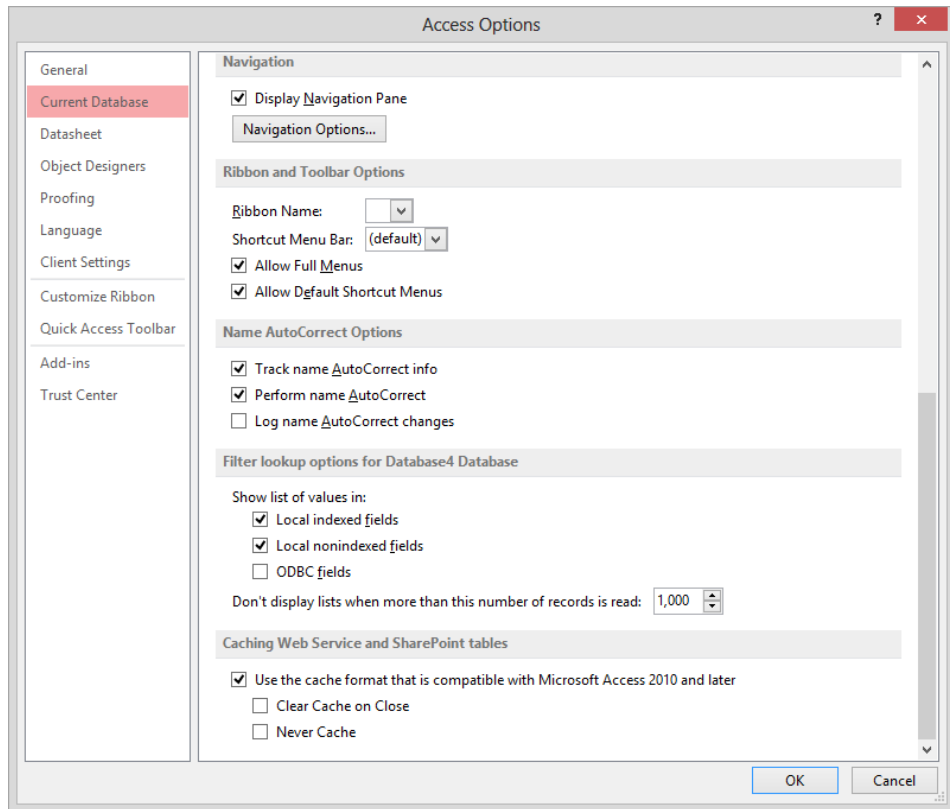 Access Options
?
General
Current Database
Datasheet
Object Designers
Proofing
Language
Client Settings
Customize Ribbon
Quick Access Toolbar
Add-ins
Trust Center
Navigation
Display Navigation Pane
Navigation Options...
Ribbon and Toolbar Options
Ribbon Name:
Shortcut Menu Bar: (default)
Allow Full Menus
Allow Default Shortcut Menus
Name AutoCorrect Options
Track name AutoCorrect info
Perform name AutoCorrect
Log name AutoCorrect changes
Filter lookup options for Database4 Database
Show list of values in:
Local indexed fields
Local nonindexed fields
ODBC fields
Don't display lists when more than this number of records is read: 1,000
Caching Web Service and SharePoint tables
Use the cache format that is compatible with Microsoft Access 2010 and later
Clear Cache on Close
Never Cache
OK Cancel